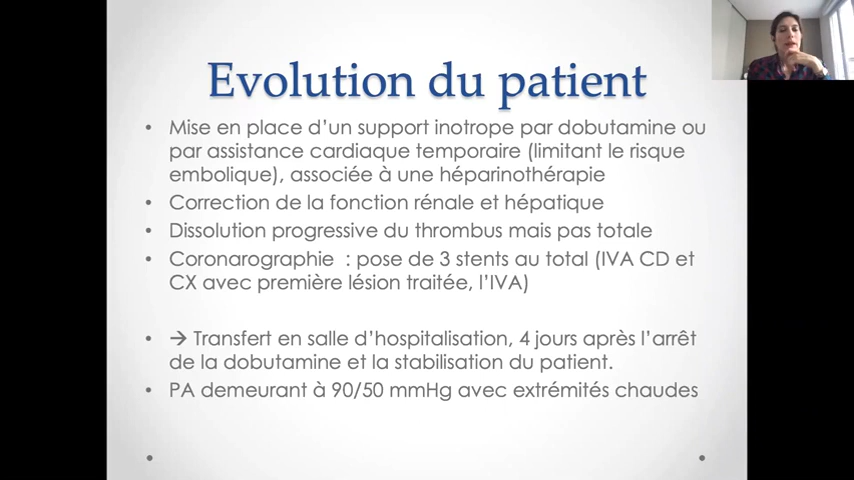 Evolution du patient
• Mise en place d'un support inotrope par dobutamine ou
par assistance cardiaque temporaire (limitant le risque
embolique), associée à une héparinothérapie
• Correction de la fonction rénale et hépatique
• Dissolution progressive du thrombus mais pas totale
• Coronarographie : pose de 3 stents au total (IVA CD et
CX avec première lésion traitée, l'IVA)
• → Transfert en salle d'hospitalisation, 4 jours après l'arrêt
de la dobutamine et la stabilisation du patient.
• PA demeurant à 90/50 mmHg avec extrémités chaudes